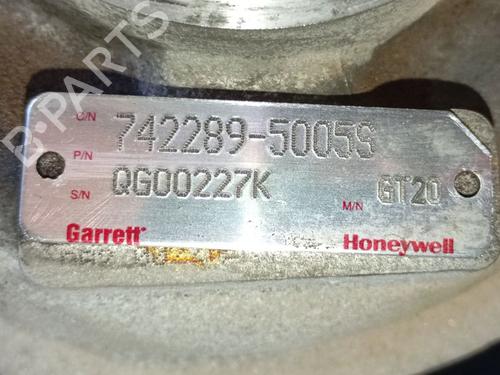 B-PARTS
C/N
742289-5005S
P/N
S/N QG00227K
M/N GT20
Garrett
Honeywell